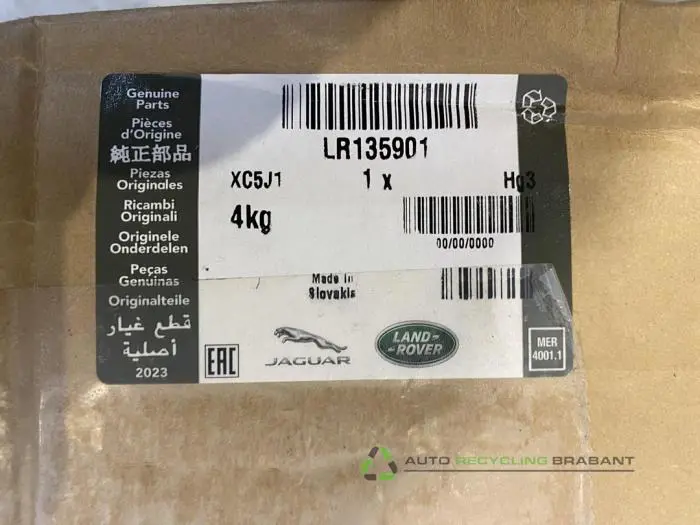 Genuine
Parts
Pièces
d'Origine
純正部品
Piezas
Originales
Ricambi
Originali
Originele
Onderdelen
Peças
Genuinas
Originalteile
قطع غيار
أصلية
2023
LR135901
XC5J1 1 x Hg3
4kg
00/00/0000
Made In
Slovakia
EAC
JAGUAR
LAND-
-ROVER
MER
4001.1
AUTO RECYCLING BRABANT